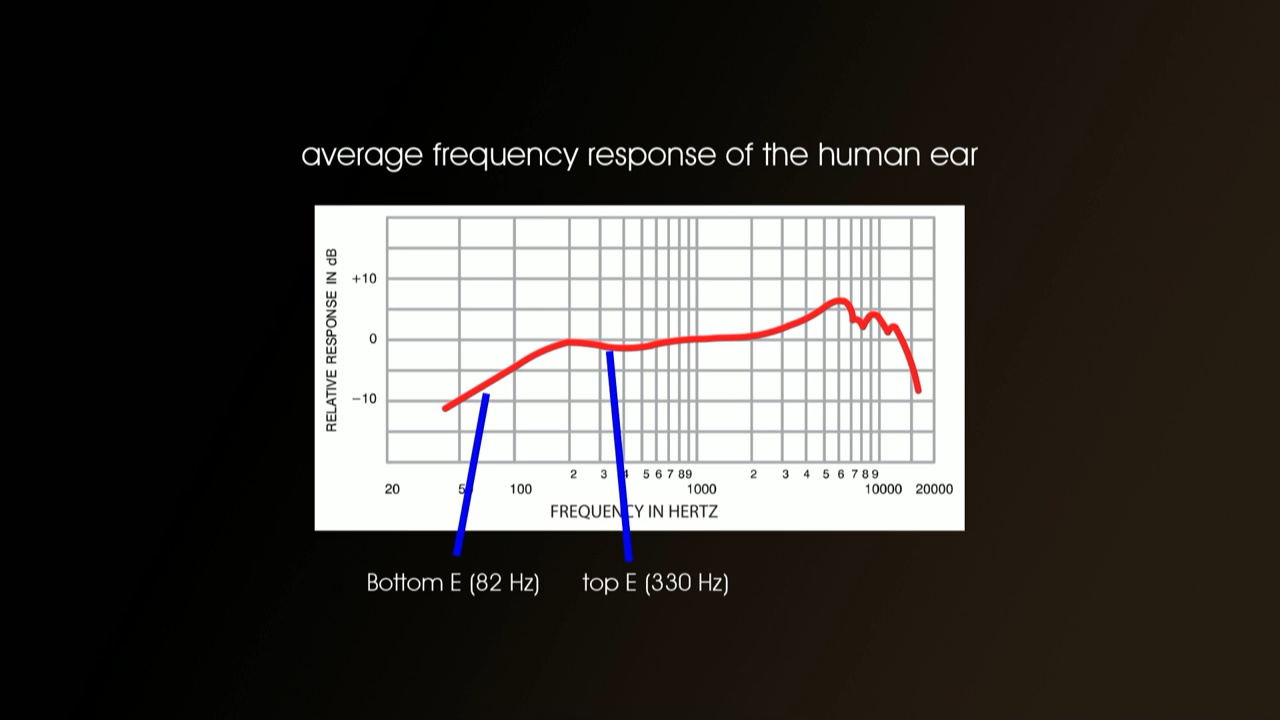 average frequency response of the human ear
RELATIVE RESPONSE IN dB
+10
0
−10
2 3 4 5 6 7 8 9 2 3 4 5 6 7 8 9
20 50 100 1000 10000 20000
FREQUENCY IN HERTZ
Bottom E (82 Hz) top E (330 Hz)